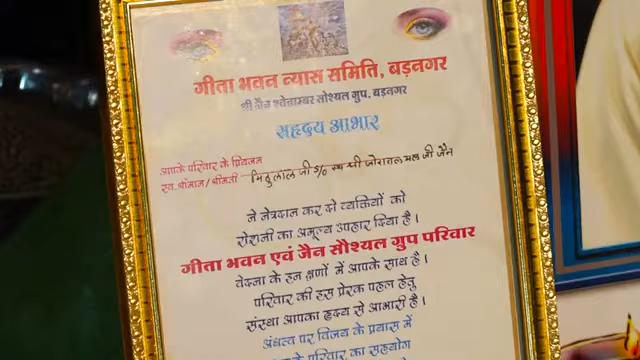 गीता भवन न्यास समिति, बड़नगर
श्री जैन श्वेताम्बर सोश्यल ग्रुप, बड़नगर
सहृदय आभार
आपके परिवार के प्रियजन
स्व. श्रीमान/श्रीमती मिठुलाल जी S/o स्व श्री जोरावलमल जी जैन
ने नेत्रदान कर दो व्यक्तियों को
रोशनी का अमूल्य उपहार दिया है।
गीता भवन एवं जैन सौश्यल ग्रुप परिवार
वेदना के इन क्षणों में आपके साथ है।
परिवार की इस प्रेरक पहल हेतु
संस्था आपका हृदय से आभारी है।
अंधत्व पर विजय के प्रयास में
परिवार का सहयोग